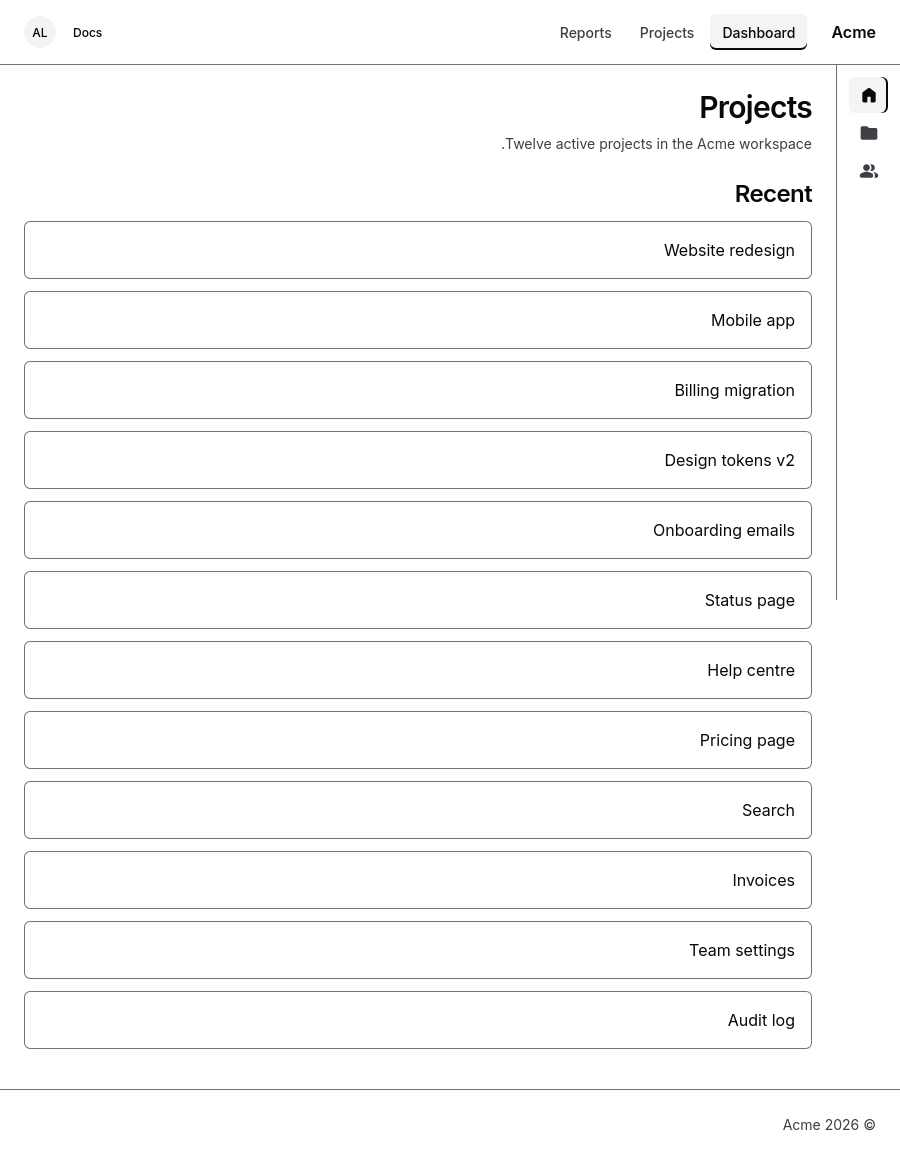 Acme
Dashboard
Projects
Reports
Docs
AL
Projects
.Twelve active projects in the Acme workspace
Recent
Website redesign
Mobile app
Billing migration
Design tokens v2
Onboarding emails
Status page
Help centre
Pricing page
Search
Invoices
Team settings
Audit log
Acme 2026 ©